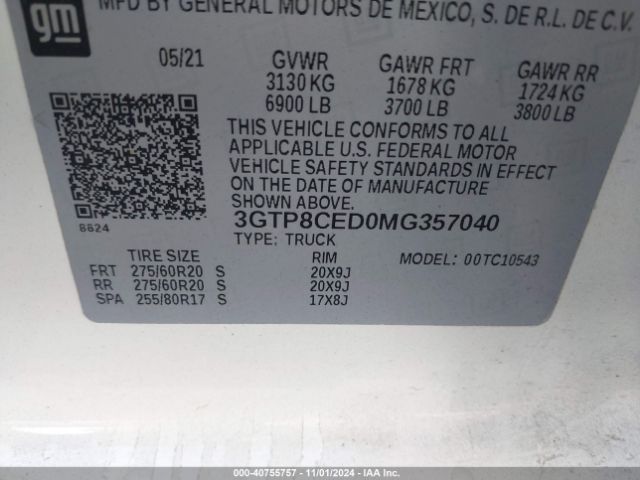 gm
MFD BY GENERAL MOTORS DE MEXICO, S. DE R.L. DE C.V.
05/21 GVWR GAWR FRT GAWR RR
3130 KG 1678 KG 1724 KG
6900 LB 3700 LB 3800 LB
THIS VEHICLE CONFORMS TO ALL
APPLICABLE U.S. FEDERAL MOTOR
VEHICLE SAFETY STANDARDS IN EFFECT
ON THE DATE OF MANUFACTURE
SHOWN ABOVE.
8624
3GTP8CED0MG357040
TYPE: TRUCK MODEL: 00TC10543
TIRE SIZE RIM
FRT 275/60R20 S 20X9J
RR 275/60R20 S 20X9J
SPA 255/80R17 S 17X8J
000-40755757 - 11/01/2024 - IAA Inc.